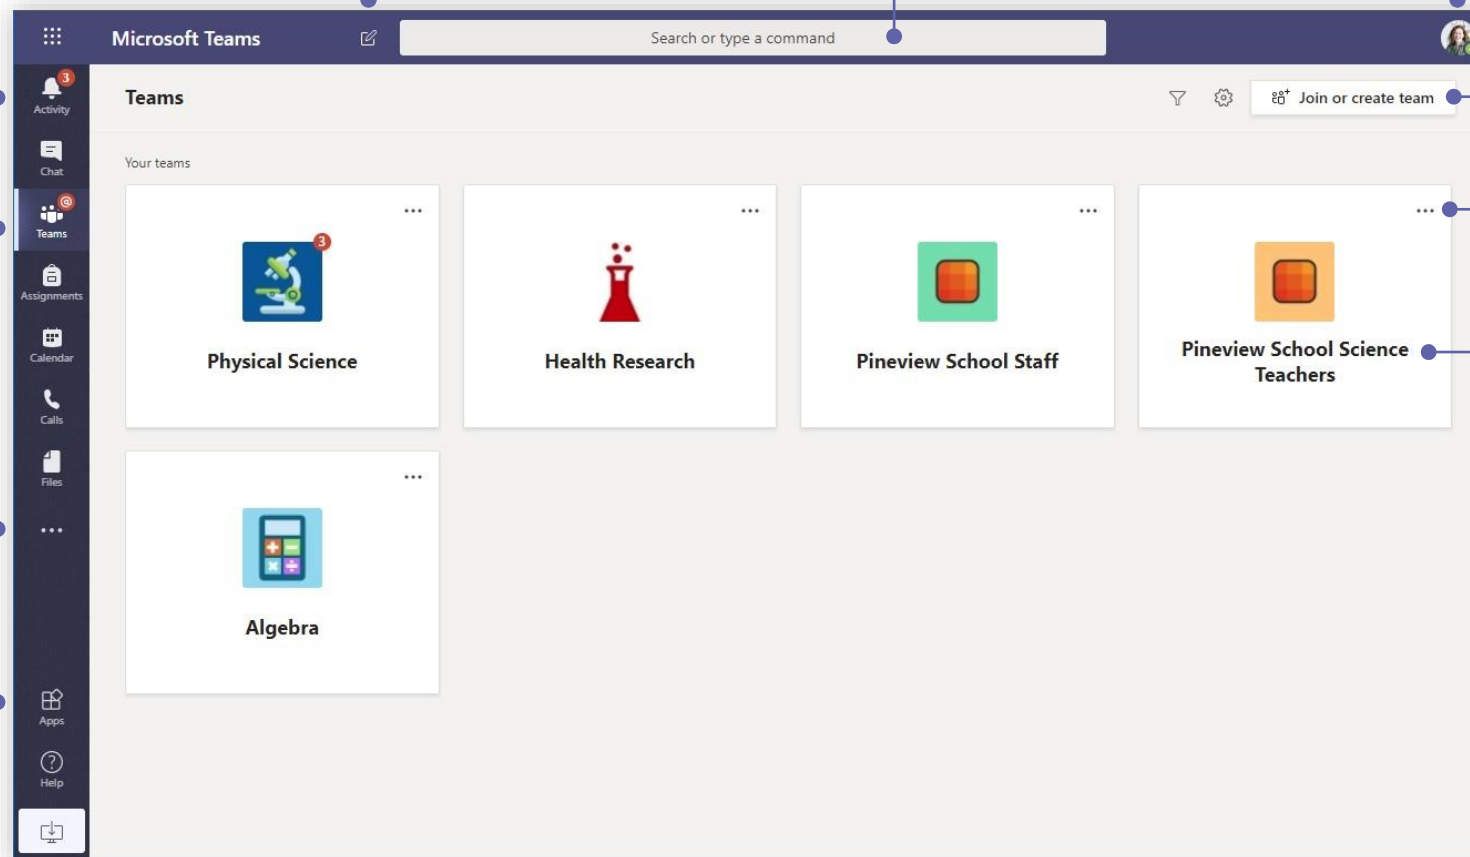 Microsoft Teams
Search or type a command
3
Activity
Chat
@
Teams
Assignments
Calendar
Calls
Files
Apps
Help
Teams
Join or create team
Your teams
3
Physical Science
Health Research
Pineview School Staff
Pineview School Science
Teachers
Algebra